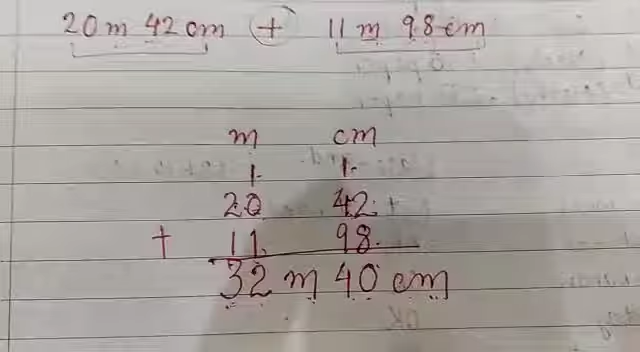 20 m 42 cm + 11 m 98 cm
m cm
1. 1.
20 42
+ 11 98
32 m 40 cm